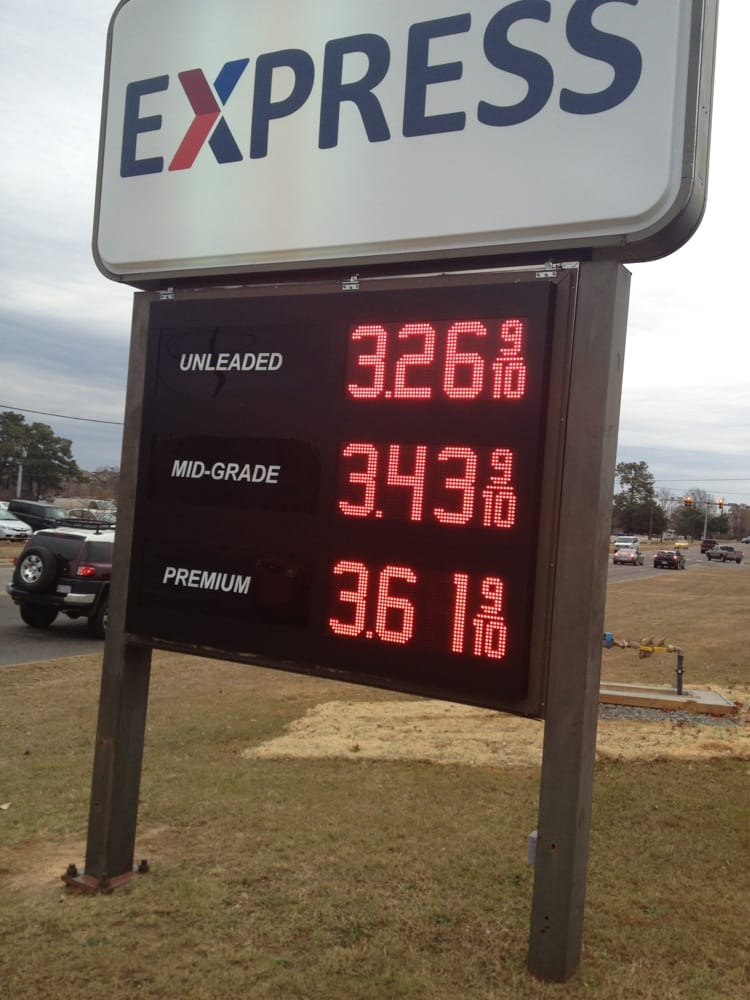 EXPRESS
UNLEADED 3.26 9/10
MID-GRADE 3.43 9/10
PREMIUM 3.61 9/10